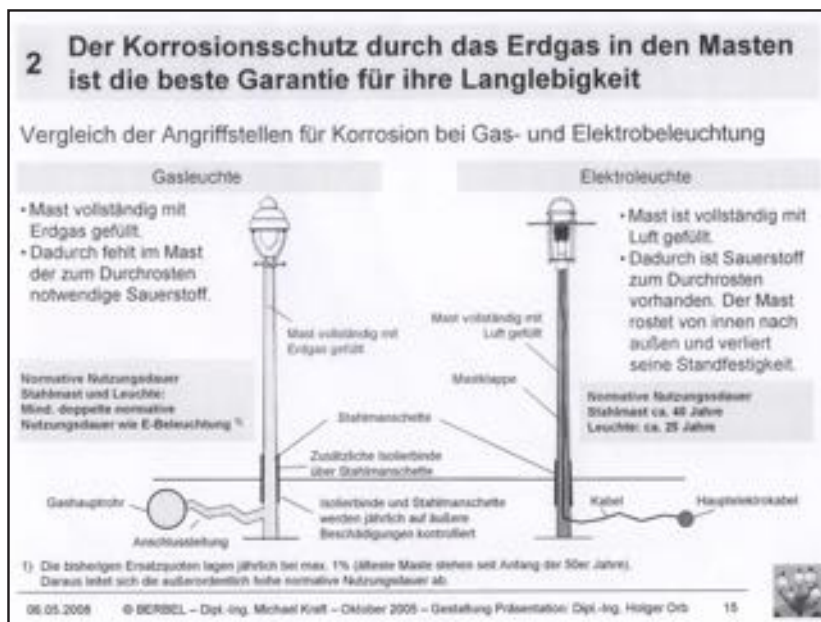 2
Der Korrosionsschutz durch das Erdgas in den Masten
ist die beste Garantie für ihre Langlebigkeit
Vergleich der Angriffstellen für Korrosion bei Gas- und Elektrobeleuchtung
Gasleuchte
• Mast vollständig mit
Erdgas gefüllt.
• Dadurch fehlt im Mast
der zum Durchrosten
notwendige Sauerstoff.
Mast vollständig mit
Erdgas gefüllt
Normative Nutzungsdauer
Stahlmast und Leuchte:
Mind. doppelte normative
Nutzungsdauer wie E-Beleuchtung 1)
Elektroleuchte
• Mast ist vollständig mit
Luft gefüllt.
• Dadurch ist Sauerstoff
zum Durchrosten
vorhanden. Der Mast
rostet von innen nach
außen und verliert
seine Standfestigkeit.
Mast vollständig mit
Luft gefüllt
Mastklappe
Normative Nutzungsdauer
Stahlmast ca. 40 Jahre
Leuchte: ca. 25 Jahre
Stahlmanschette
Zusätzliche Isolierbinde
über Stahlmanschette
Gashauptrohr
Anschlussleitung
Isolierbinde und Stahlmanschette
werden jährlich auf äußere
Beschädigungen kontrolliert
Kabel
Hauptelektrokabel
1) Die bisherigen Ersatzquoten lagen jährlich bei max. 1% (älteste Maste stehen seit Anfang der 50er Jahre).
Daraus leitet sich die außerordentlich hohe normative Nutzungsdauer ab.
06.05.2008 © BERBEL – Dipl.-Ing. Michael Kraft – Oktober 2005 – Gestaltung Präsentation: Dipl.-Ing. Holger Orb 15